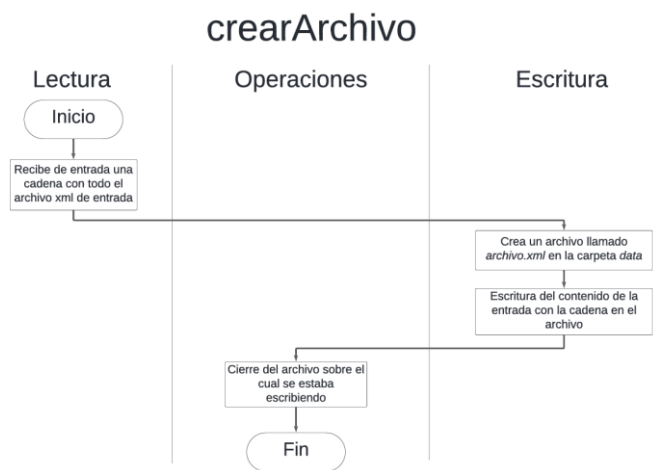 crearArchivo
Lectura
Operaciones
Escritura
Inicio
Recibe de entrada una
cadena con todo el
archivo xml de entrada
Crea un archivo llamado
archivo.xml en la carpeta data
Escritura del contenido de la
entrada con la cadena en el
archivo
Cierre del archivo sobre el
cual se estaba
escribiendo
Fin